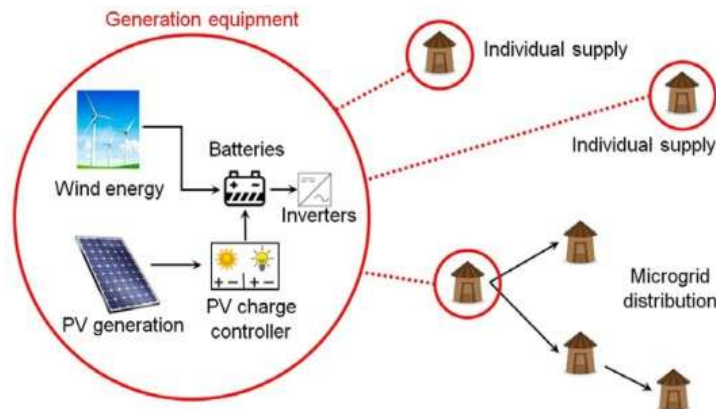 Generation equipment
Individual supply
Individual supply
Batteries
Wind energy
Inverters
PV generation
PV charge
controller
Microgrid
distribution